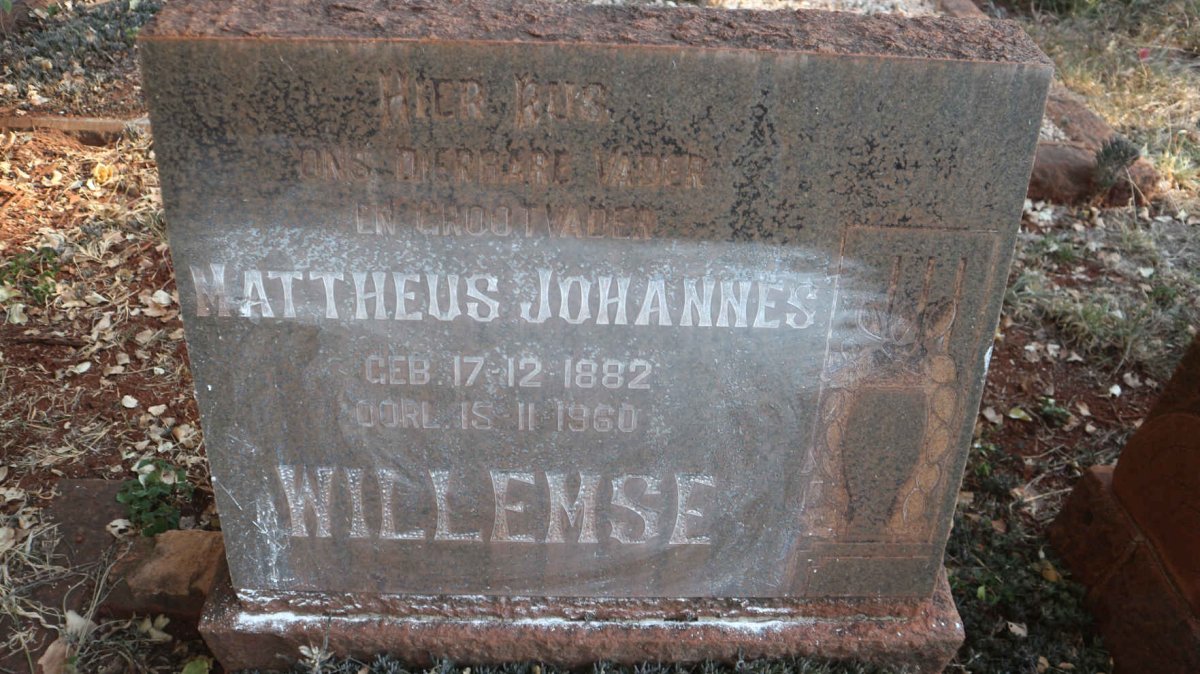 HIER RUS
ONS DIERBARE VADER
EN GROOTVADER
MATTHEUS JOHANNES
GEB. 17·12·1882
OORL. 15·11·1960
WILLEMSE